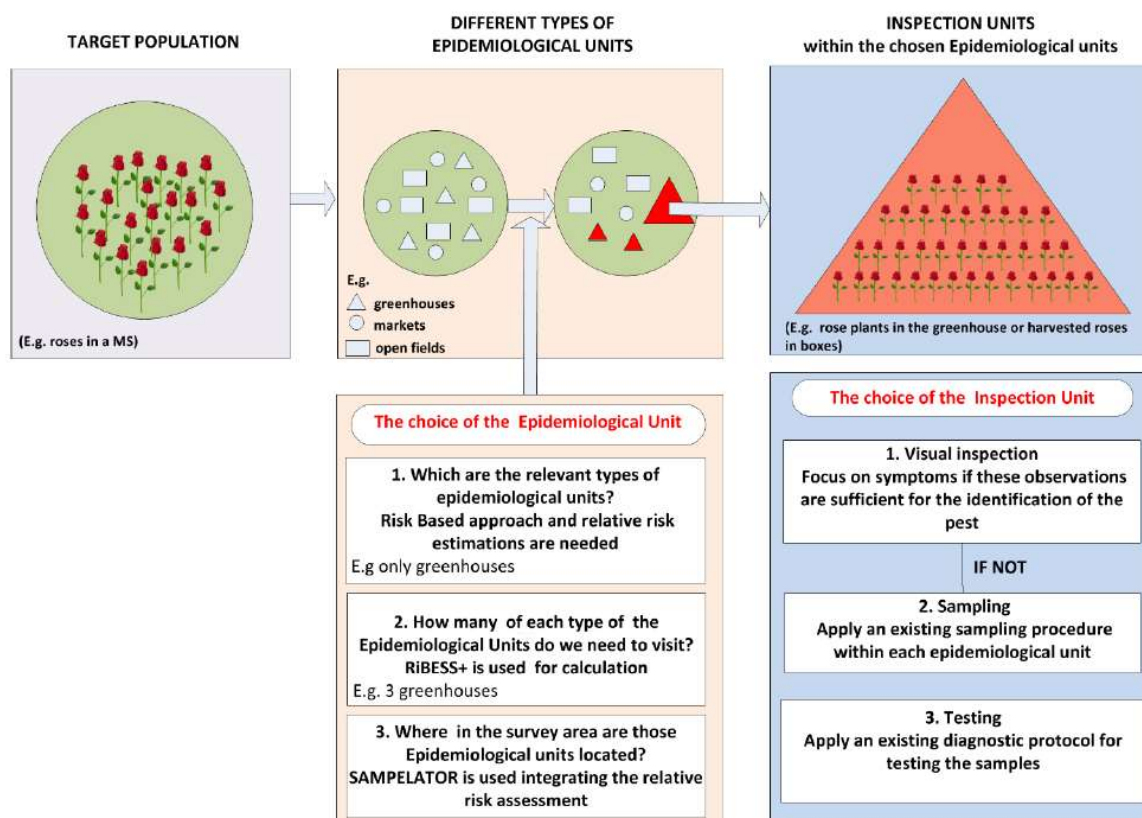 TARGET POPULATION
(E.g. roses in a MS)
DIFFERENT TYPES OF
EPIDEMIOLOGICAL UNITS
E.g.
greenhouses
markets
open fields
INSPECTION UNITS
within the chosen Epidemiological units
(E.g. rose plants in the greenhouse or harvested roses
in boxes)
The choice of the Epidemiological Unit
1. Which are the relevant types of
epidemiological units?
Risk Based approach and relative risk
estimations are needed
E.g only greenhouses
2. How many of each type of the
Epidemiological Units do we need to visit?
RiBESS+ is used for calculation
E.g. 3 greenhouses
3. Where in the survey area are those
Epidemiological units located?
SAMPELATOR is used integrating the relative
risk assessment
The choice of the Inspection Unit
1. Visual inspection
Focus on symptoms if these observations
are sufficient for the identification of the
pest
IF NOT
2. Sampling
Apply an existing sampling procedure
within each epidemiological unit
3. Testing
Apply an existing diagnostic protocol for
testing the samples